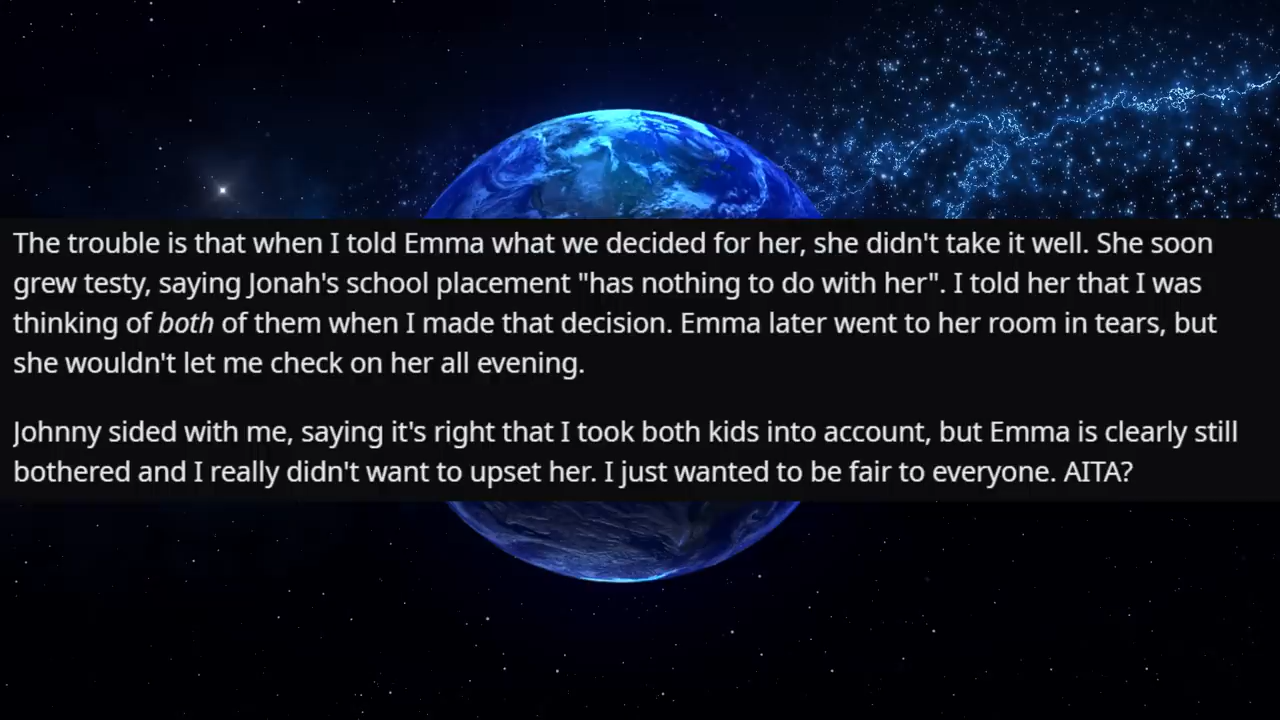 The trouble is that when I told Emma what we decided for her, she didn't take it well. She soon
grew testy, saying Jonah's school placement "has nothing to do with her". I told her that I was
thinking of both of them when I made that decision. Emma later went to her room in tears, but
she wouldn't let me check on her all evening.
Johnny sided with me, saying it's right that I took both kids into account, but Emma is clearly still
bothered and I really didn't want to upset her. I just wanted to be fair to everyone. AITA?